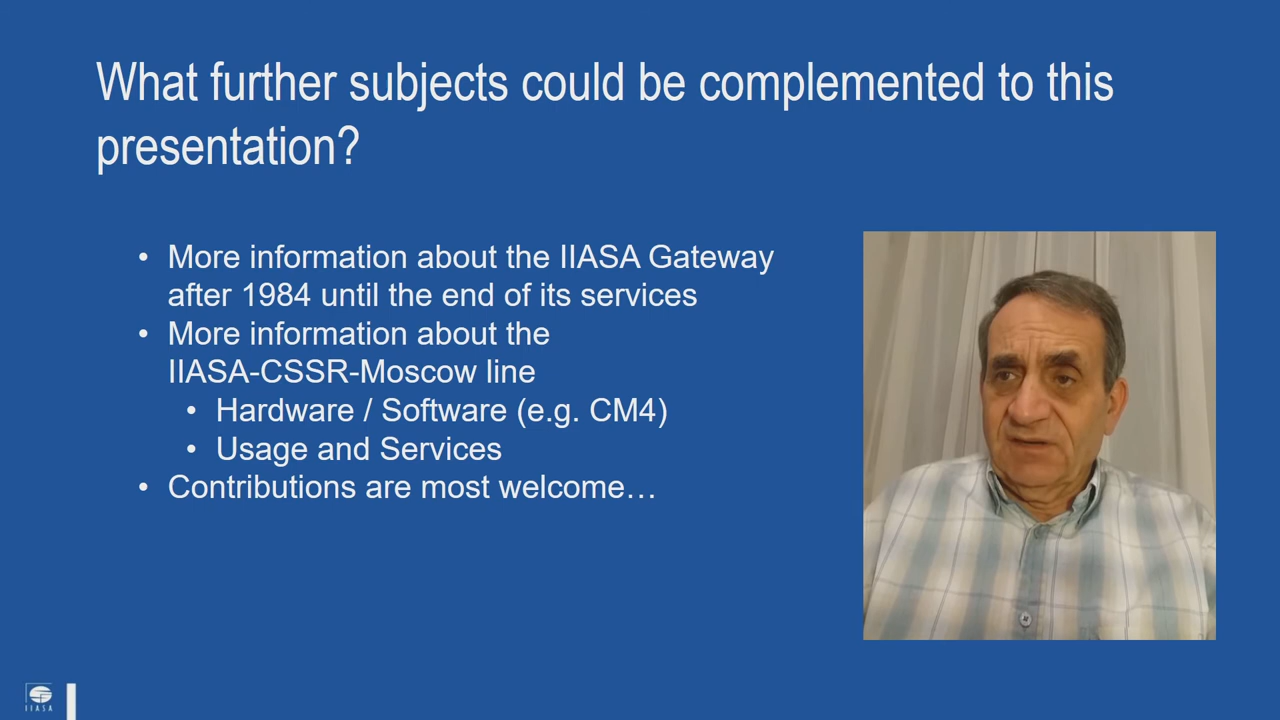 What further subjects could be complemented to this
presentation?
• More information about the IIASA Gateway
after 1984 until the end of its services
• More information about the
IIASA-CSSR-Moscow line
• Hardware / Software (e.g. CM4)
• Usage and Services
• Contributions are most welcome…
IIASA